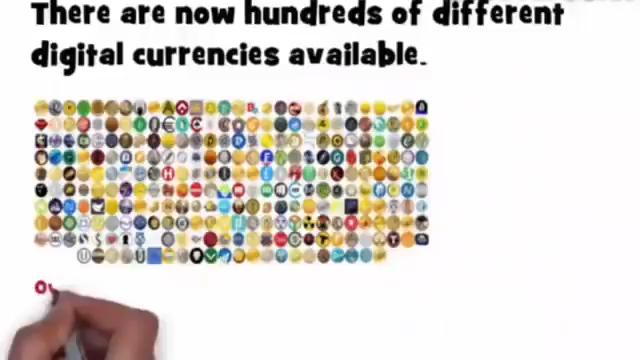 There are now hundreds of different
digital currencies available.